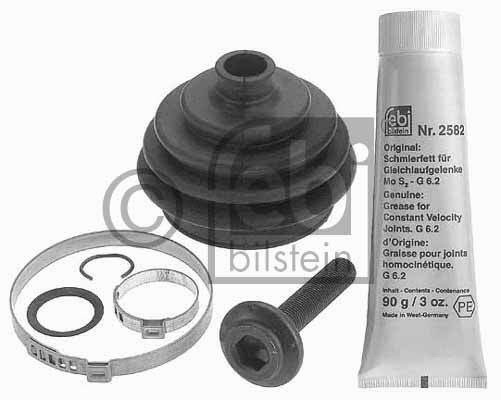 febi
bilstein
Nr. 2582
Original:
Schmierfett für
Gleichlaufgelenke
Mo S₂ - G 6.2
Genuine:
Grease for
Constant Velocity
Joints. G 6.2
d'Origine:
Graisse pour joints
homocinétique.
G 6.2
Inhalt - Contents - Contenance
90 g / 3 oz.
PE
Made in West-Germany
© febi
bilstein